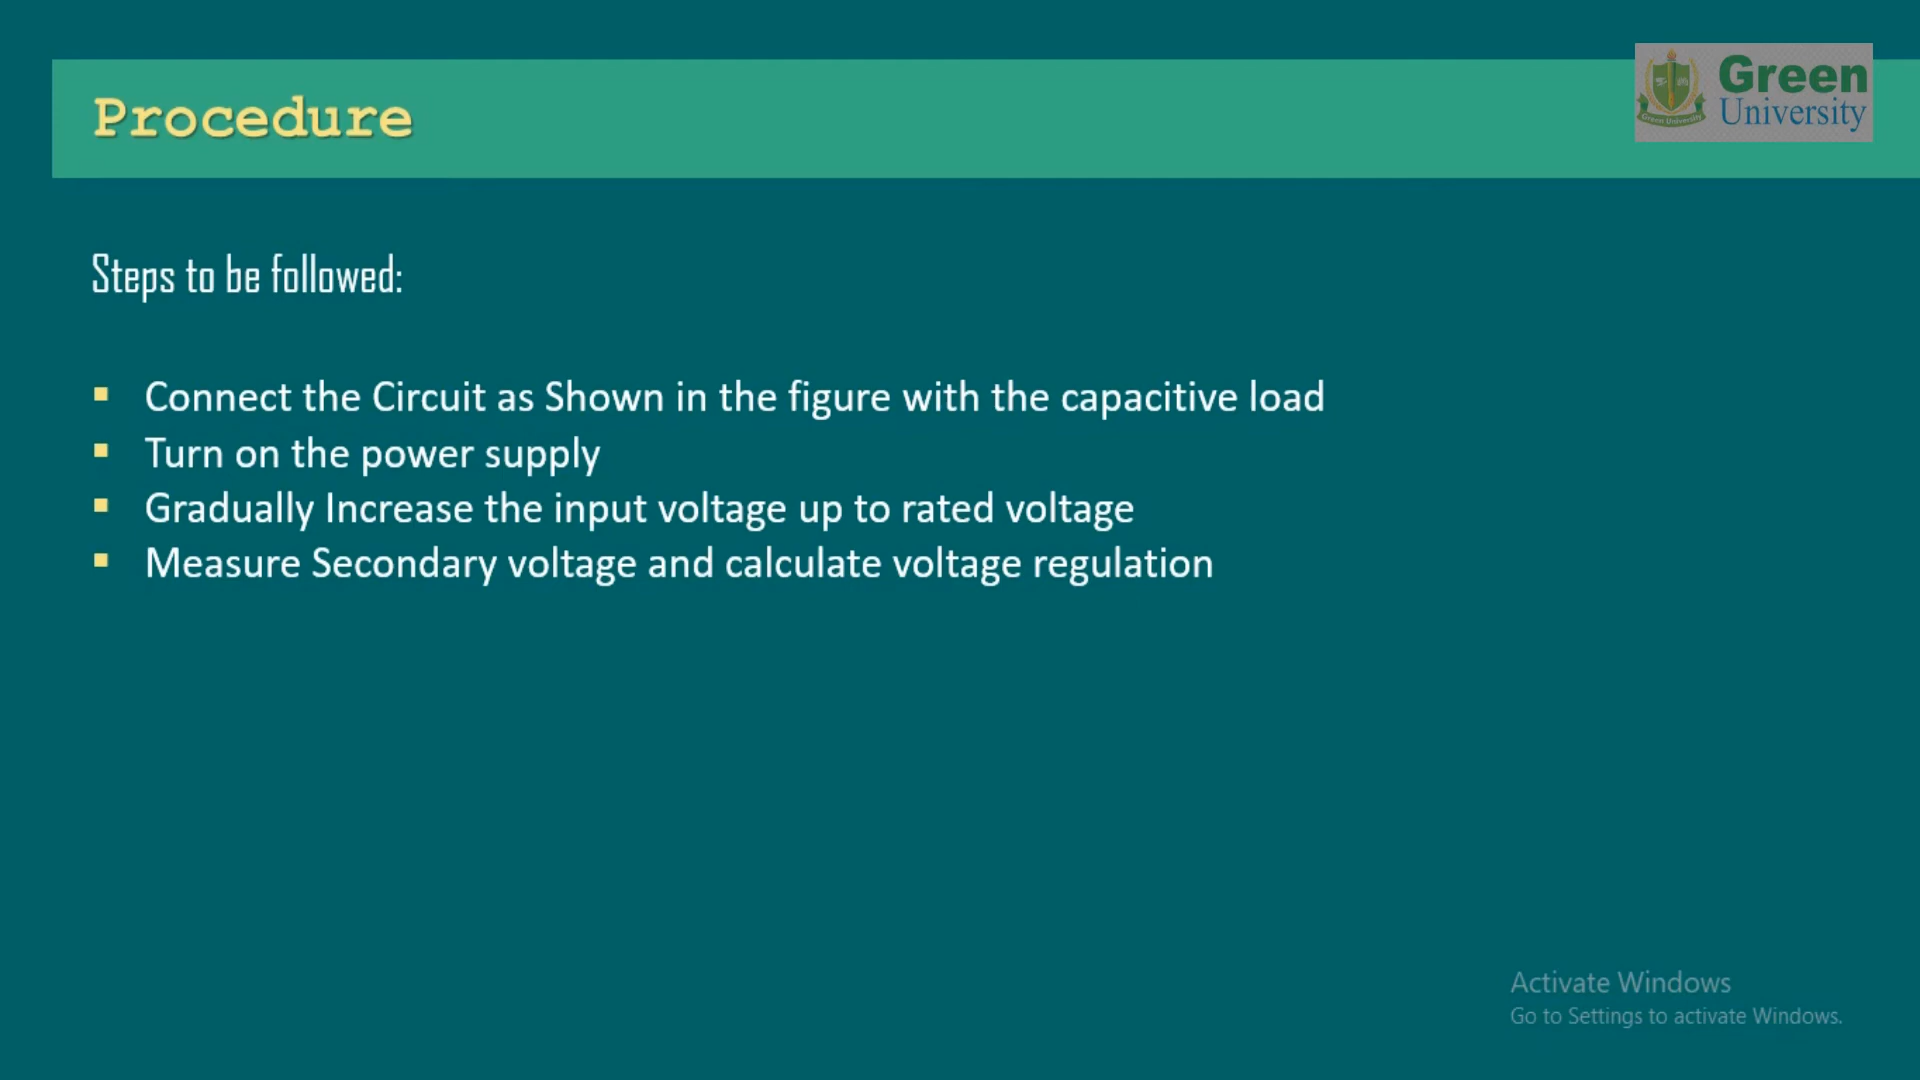 Procedure
Green
University
Green University
Steps to be followed:
Connect the Circuit as Shown in the figure with the capacitive load
Turn on the power supply
Gradually Increase the input voltage up to rated voltage
Measure Secondary voltage and calculate voltage regulation
Activate Windows
Go to Settings to activate Windows.